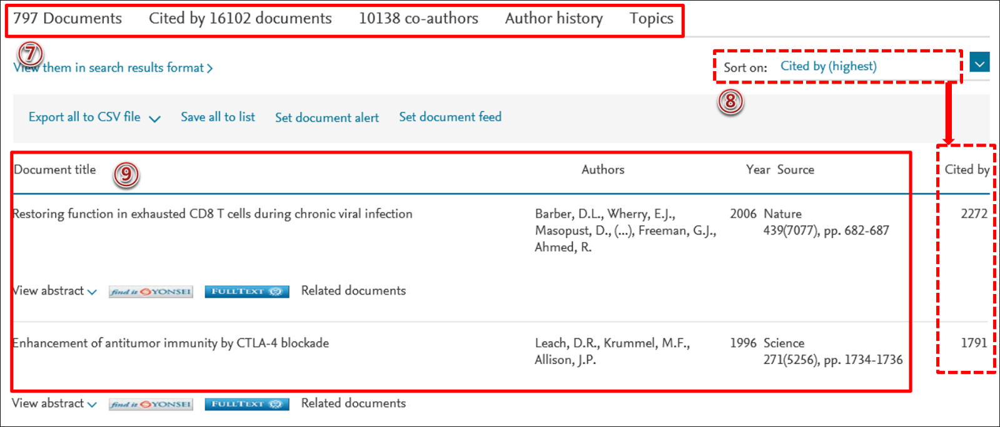 797 Documents Cited by 16102 documents 10138 co-authors Author history Topics
⑦
View them in search results format >
Sort on: Cited by (highest)
⑧
Export all to CSV file Save all to list Set document alert Set document feed
Document title ⑨ Authors Year Source Cited by
Restoring function in exhausted CD8 T cells during chronic viral infection Barber, D.L., Wherry, E.J., 2006 Nature 2272
Masopust, D., (...), Freeman, G.J., 439(7077), pp. 682-687
Ahmed, R.
View abstract find it YONSEI FULLTEXT Related documents
Enhancement of antitumor immunity by CTLA-4 blockade Leach, D.R., Krummel, M.F., 1996 Science 1791
Allison, J.P. 271(5256), pp. 1734-1736
View abstract find it YONSEI FULLTEXT Related documents